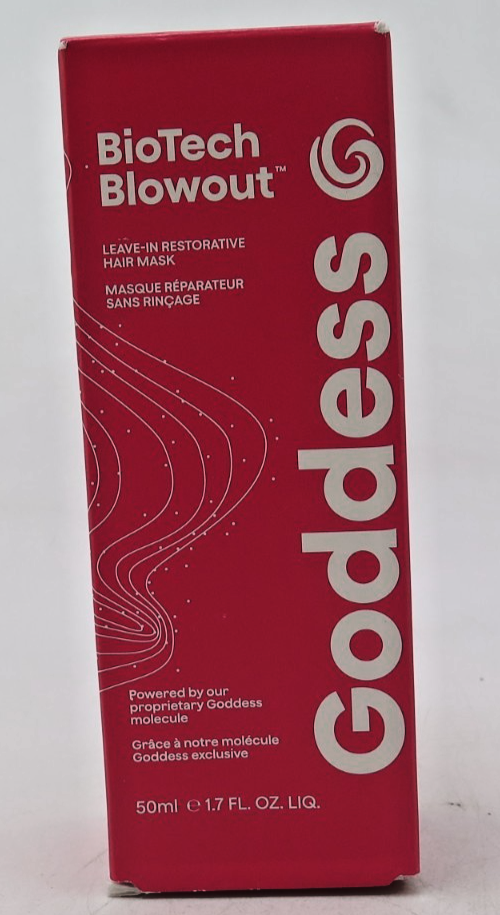 BioTech
Blowout™
LEAVE-IN RESTORATIVE
HAIR MASK
MASQUE RÉPARATEUR
SANS RINÇAGE
Goddess
Powered by our
proprietary Goddess
molecule
Grâce à notre molécule
Goddess exclusive
50ml ℮ 1.7 FL. OZ. LIQ.